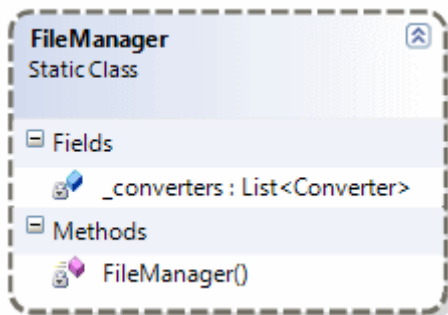 FileManager
Static Class
Fields
_converters : List<Converter>
Methods
FileManager()